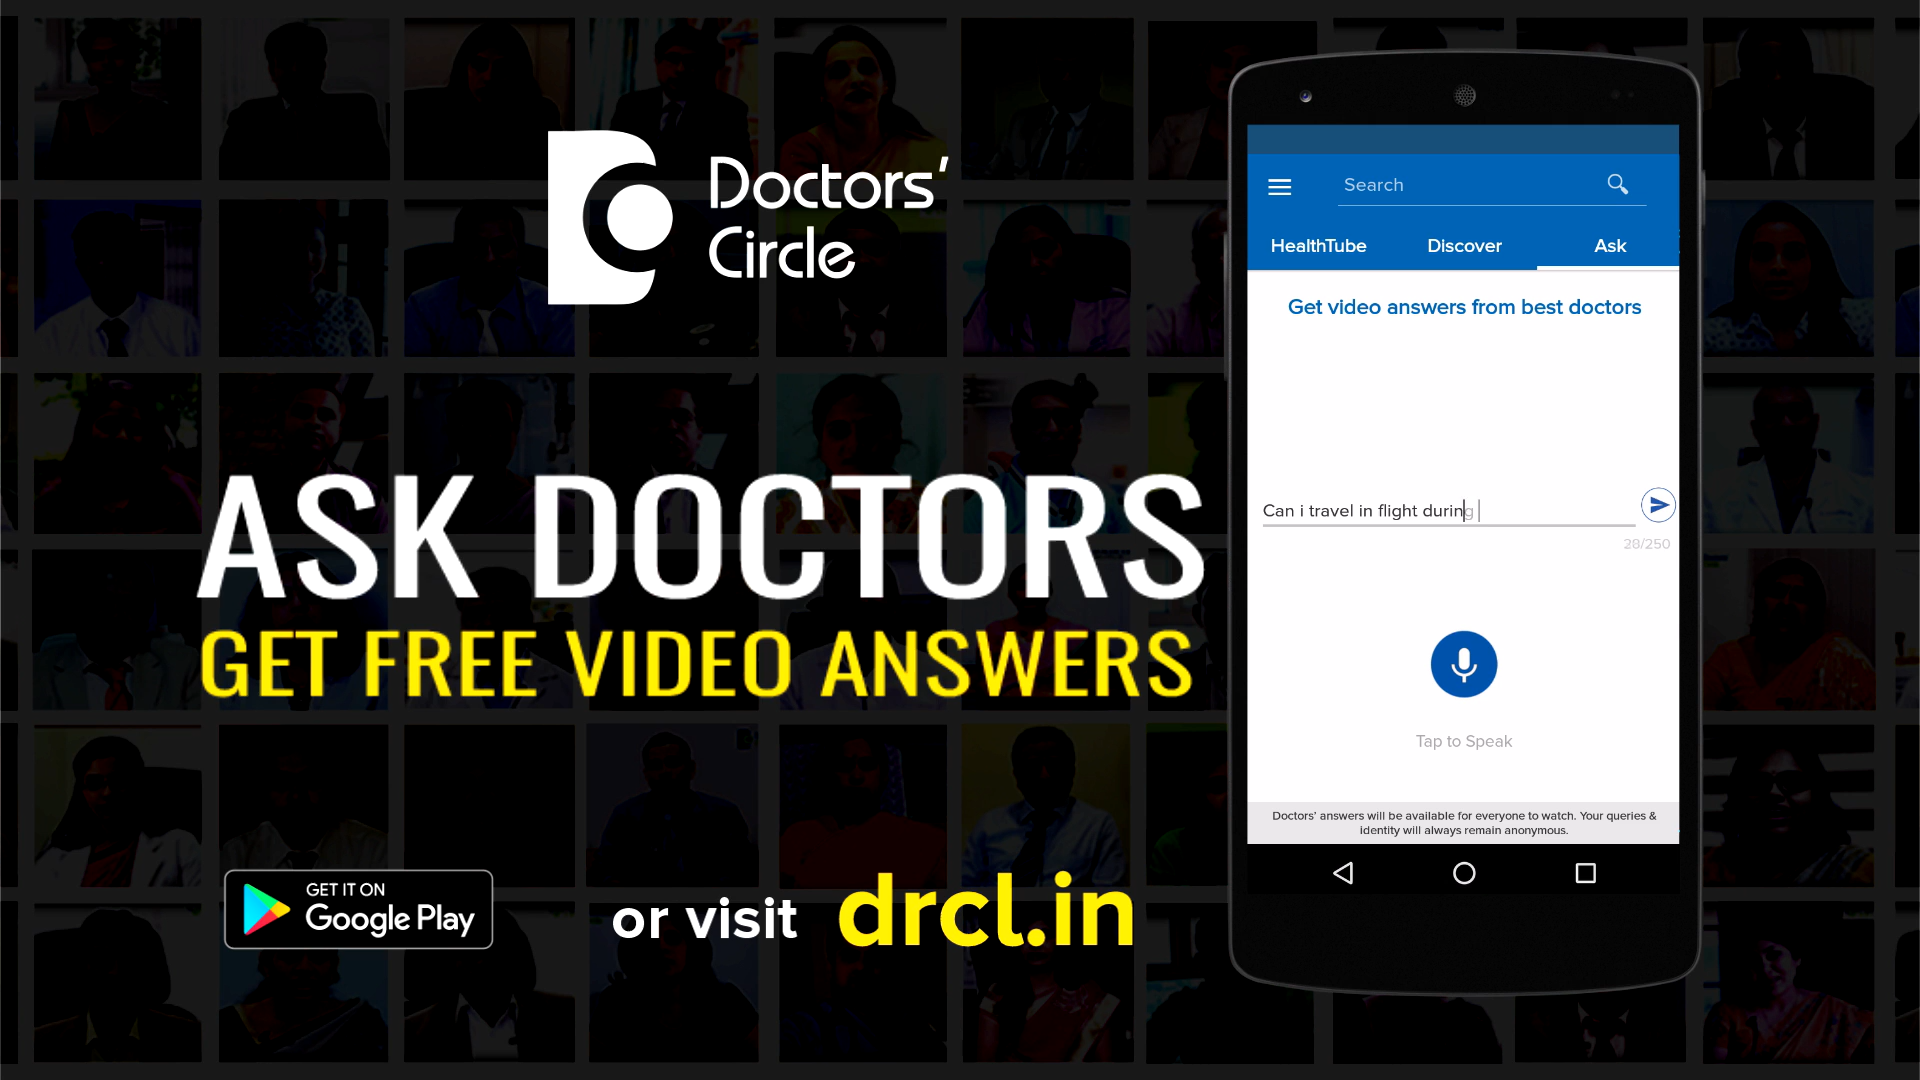 Doctors'
Circle
ASK DOCTORS
GET FREE VIDEO ANSWERS
GET IT ON
Google Play
or visit drcl.in
Search
HealthTube Discover Ask
Get video answers from best doctors
Can i travel in flight during
/250
Tap to Speak
Doctors' answers will be available for everyone to watch. Your queries &
identity will always remain anonymous.